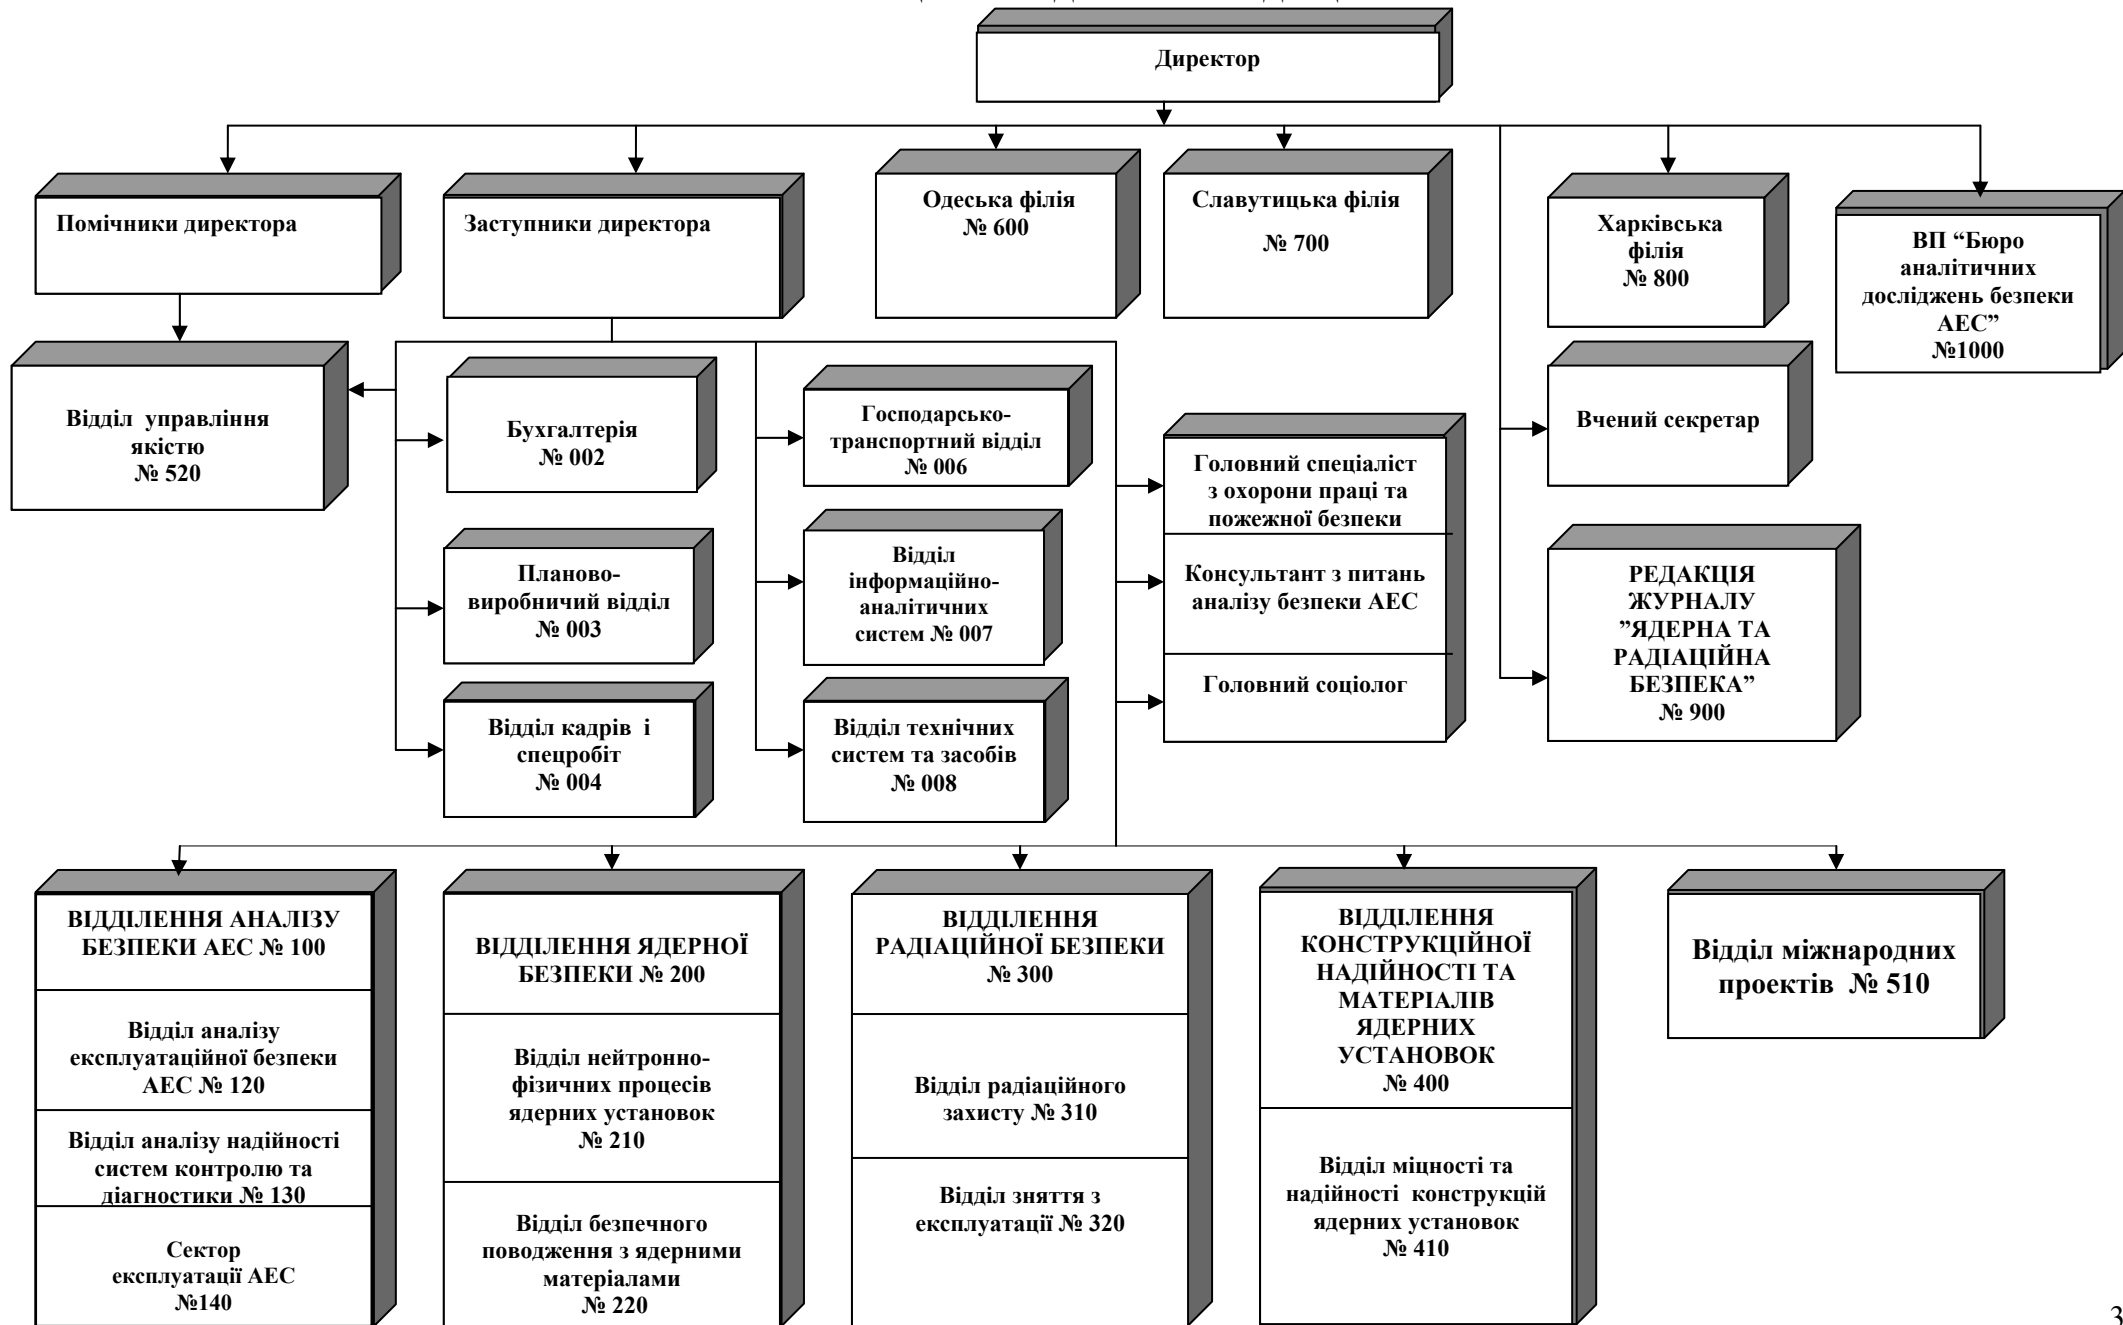 Директор
Помічники директора
Заступники директора
Одеська філія
№ 600
Славутицька філія
№ 700
Харківська
філія
№ 800
ВП “Бюро
аналітичних
досліджень безпеки
АЕС”
№1000
Відділ управління
якістю
№ 520
Бухгалтерія
№ 002
Господарсько-
транспортний відділ
№ 006
Головний спеціаліст
з охорони праці та
пожежної безпеки
Вчений секретар
Планово-
виробничий відділ
№ 003
Відділ
інформаційно-
аналітичних
систем № 007
Консультант з питань
аналізу безпеки АЕС
РЕДАКЦІЯ
ЖУРНАЛУ
”ЯДЕРНА ТА
РАДІАЦІЙНА
БЕЗПЕКА”
№ 900
Відділ кадрів і
спецробіт
№ 004
Відділ технічних
систем та засобів
№ 008
Головний соціолог
ВІДДІЛЕННЯ АНАЛІЗУ
БЕЗПЕКИ АЕС № 100
Відділ аналізу
експлуатаційної безпеки
АЕС № 120
Відділ аналізу надійності
систем контролю та
діагностики № 130
Сектор
експлуатації АЕС
№140
ВІДДІЛЕННЯ ЯДЕРНОЇ
БЕЗПЕКИ № 200
Відділ нейтронно-
фізичних процесів
ядерних установок
№ 210
Відділ безпечного
поводження з ядерними
матеріалами
№ 220
ВІДДІЛЕННЯ
РАДІАЦІЙНОЇ БЕЗПЕКИ
№ 300
Відділ радіаційного
захисту № 310
Відділ зняття з
експлуатації № 320
ВІДДІЛЕННЯ
КОНСТРУКЦІЙНОЇ
НАДІЙНОСТІ ТА
МАТЕРІАЛІВ
ЯДЕРНИХ
УСТАНОВОК
№ 400
Відділ міцності та
надійності конструкцій
ядерних установок
№ 410
Відділ міжнародних
проектів № 510
3